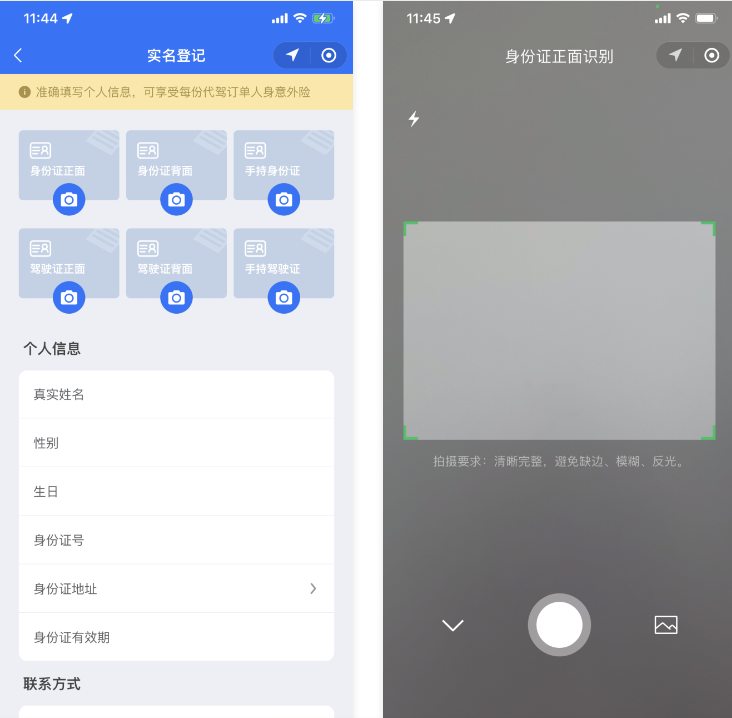 11:44
实名登记
准确填写个人信息，可享受每份代驾订单人身意外险
身份证正面
身份证背面
手持身份证
驾驶证正面
驾驶证背面
手持驾驶证
个人信息
真实姓名
性别
生日
身份证号
身份证地址
身份证有效期
联系方式
11:45
身份证正面识别
拍摄要求：清晰完整，避免缺边、模糊、反光。